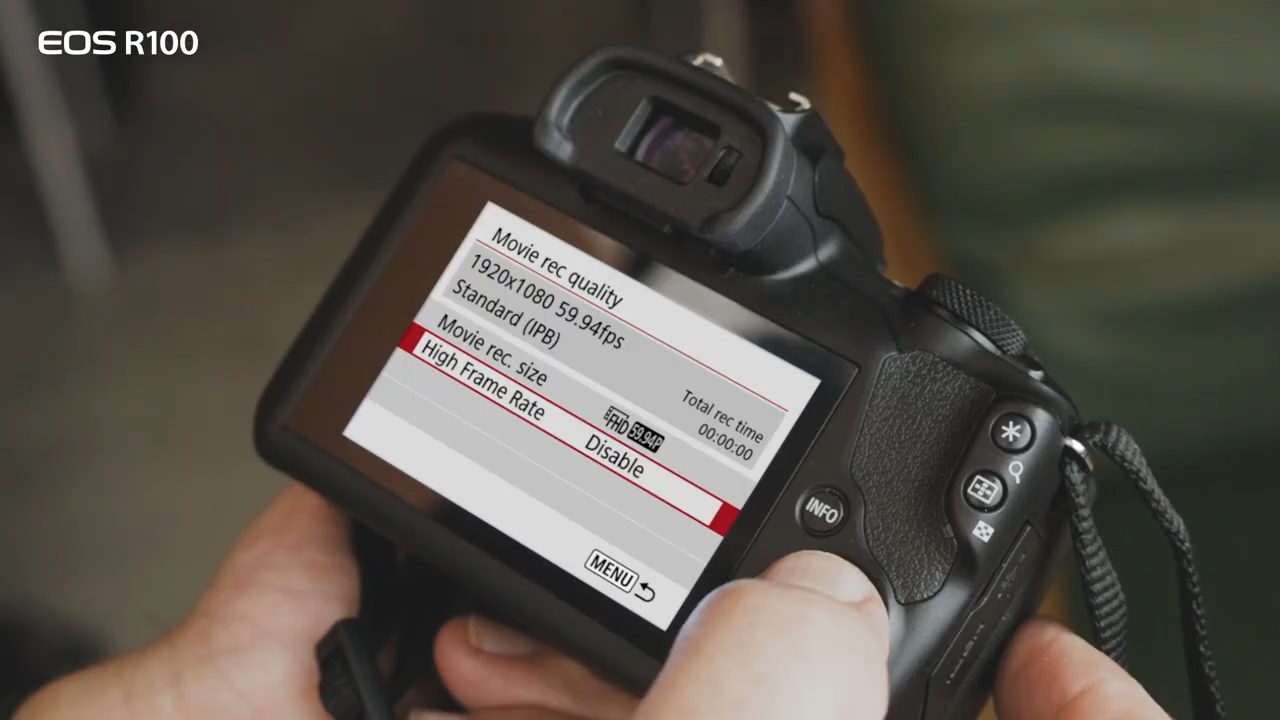 EOS R100
Movie rec quality
1920x1080 59.94fps
Standard (IPB)
Total rec time
00:00:00
Movie rec. size
FHD 59.94P
High Frame Rate
Disable
MENU
INFO